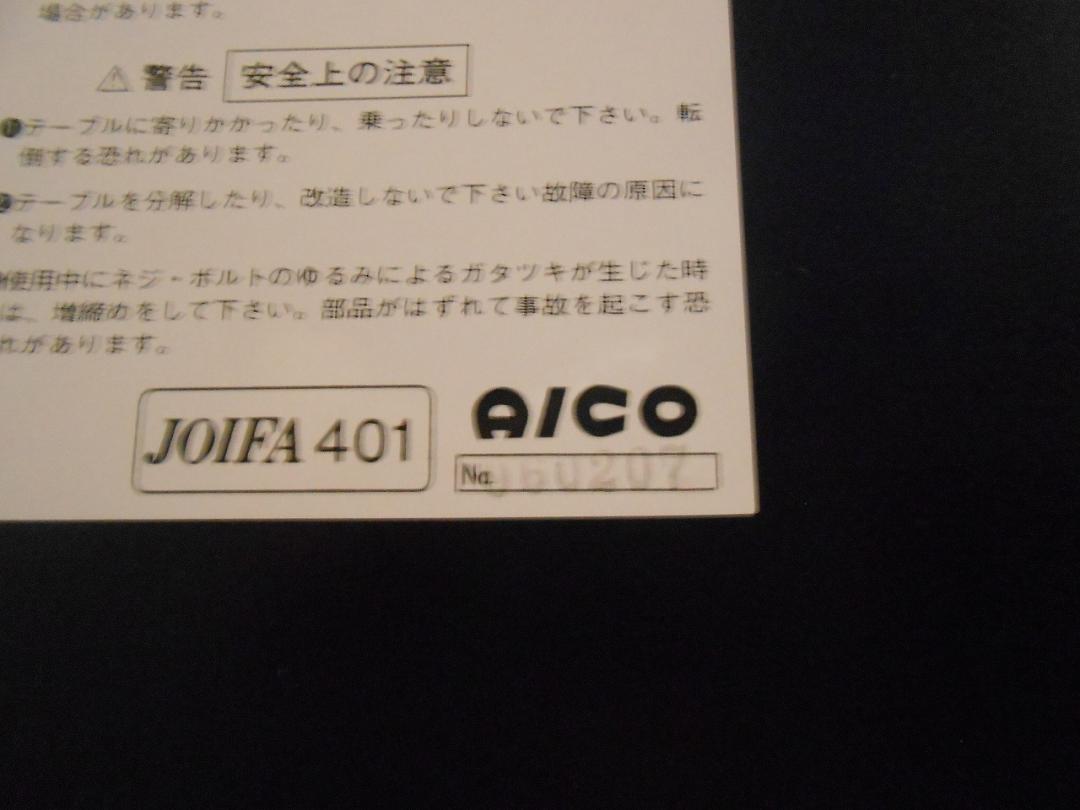 場合があります。
⚠ 警告 安全上の注意
❶テーブルに寄りかかったり、乗ったりしないで下さい。転
倒する恐れがあります。
テーブルを分解したり、改造しないで下さい故障の原因に
なります。
使用中にネジ・ボルトのゆるみによるガタツキが生じた時
は、増締めをして下さい。部品がはずれて事故を起こす恐
れがあります。
JOIFA 401
AICO
No.